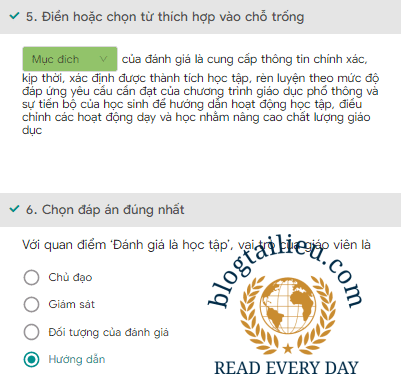 5. Điền hoặc chọn từ thích hợp vào chỗ trống
Mục đích của đánh giá là cung cấp thông tin chính xác,
kịp thời, xác định được thành tích học tập, rèn luyện theo mức độ
đáp ứng yêu cầu cần đạt của chương trình giáo dục phổ thông và
sự tiến bộ của học sinh để hướng dẫn hoạt động học tập, điều
chỉnh các hoạt động dạy và học nhằm nâng cao chất lượng giáo
dục
6. Chọn đáp án đúng nhất
Với quan điểm 'Đánh giá là học tập', vai trò của giáo viên là
Chủ đạo
Giám sát
Đối tượng của đánh giá
Hướng dẫn
blogtailieu.com
READ EVERY DAY